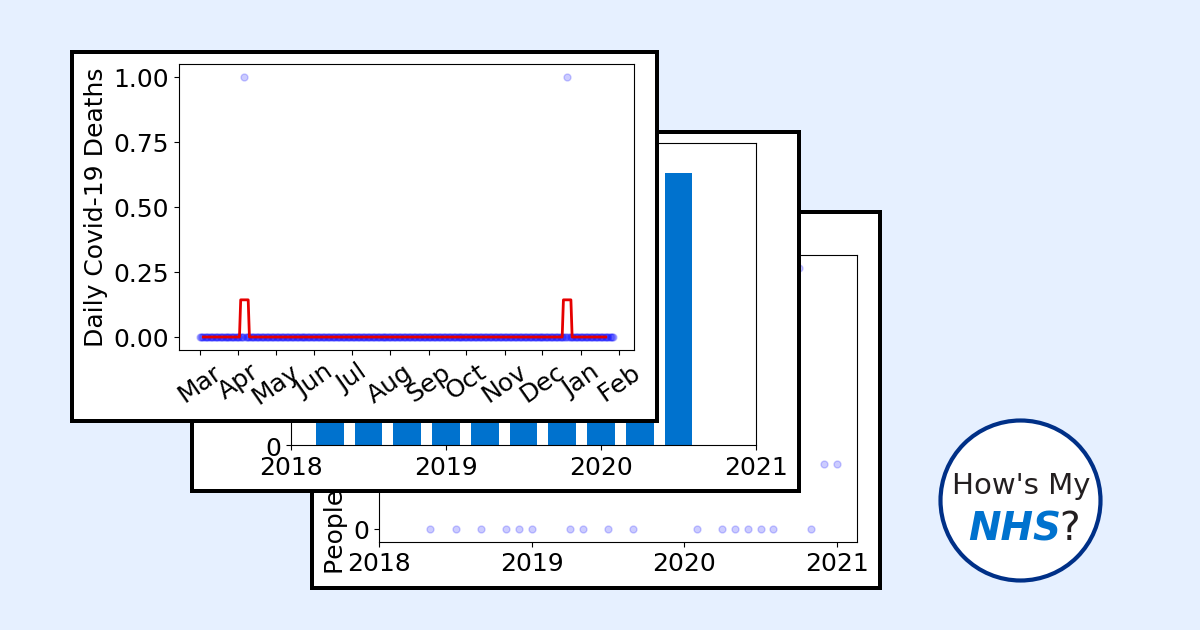 Daily Covid-19 Deaths
1.00
0.75
0.50
0.25
0.00
Mar Apr May Jun Jul Aug Sep Oct Nov Dec Jan Feb
0
2018 2019 2020 2021
People
0
2018 2019 2020 2021
How's My
NHS?